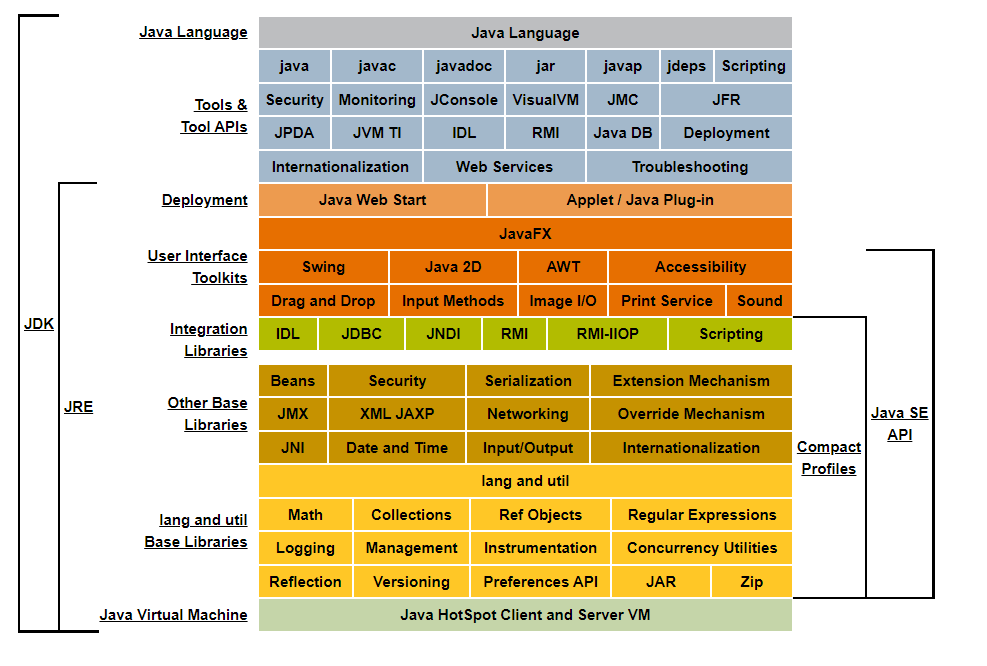 Java Language Java Language
java javac javadoc jar javap jdeps Scripting
Tools &
Tool APIs
Security Monitoring JConsole VisualVM JMC JFR
JPDA JVM TI IDL RMI Java DB Deployment
Internationalization Web Services Troubleshooting
Deployment Java Web Start Applet / Java Plug-in
JavaFX
User Interface
Toolkits
Swing Java 2D AWT Accessibility
Drag and Drop Input Methods Image I/O Print Service Sound
Integration
Libraries
IDL JDBC JNDI RMI RMI-IIOP Scripting
JDK
JRE
Other Base
Libraries
Beans Security Serialization Extension Mechanism
JMX XML JAXP Networking Override Mechanism
JNI Date and Time Input/Output Internationalization
Java SE
API
Compact
Profiles
lang and util
lang and util
Base Libraries
Math Collections Ref Objects Regular Expressions
Logging Management Instrumentation Concurrency Utilities
Reflection Versioning Preferences API JAR Zip
Java Virtual Machine Java HotSpot Client and Server VM